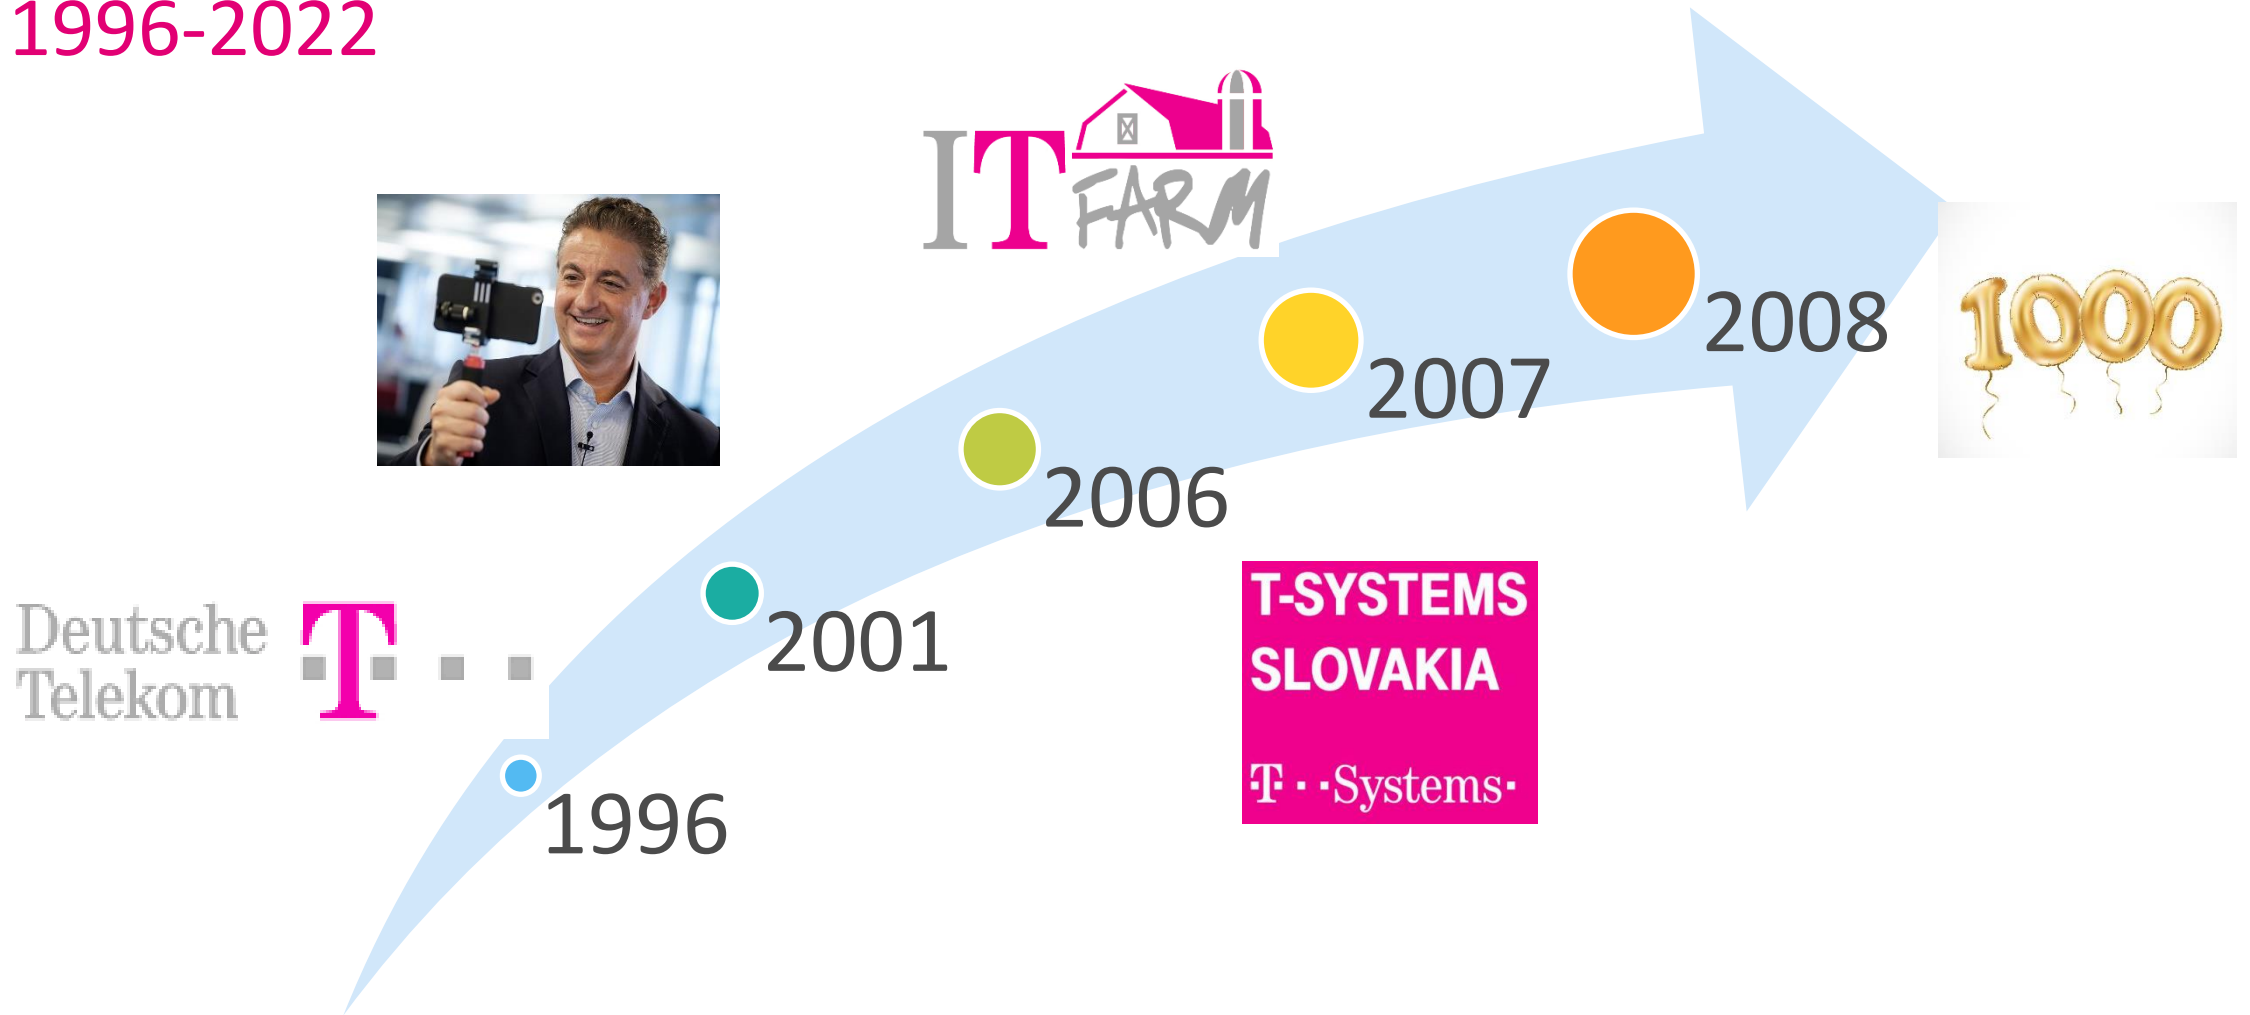 1996-2022
IT FARM
1000
2008
2007
2006
2001
1996
Deutsche
Telekom T
T-SYSTEMS
SLOVAKIA
T··Systems·